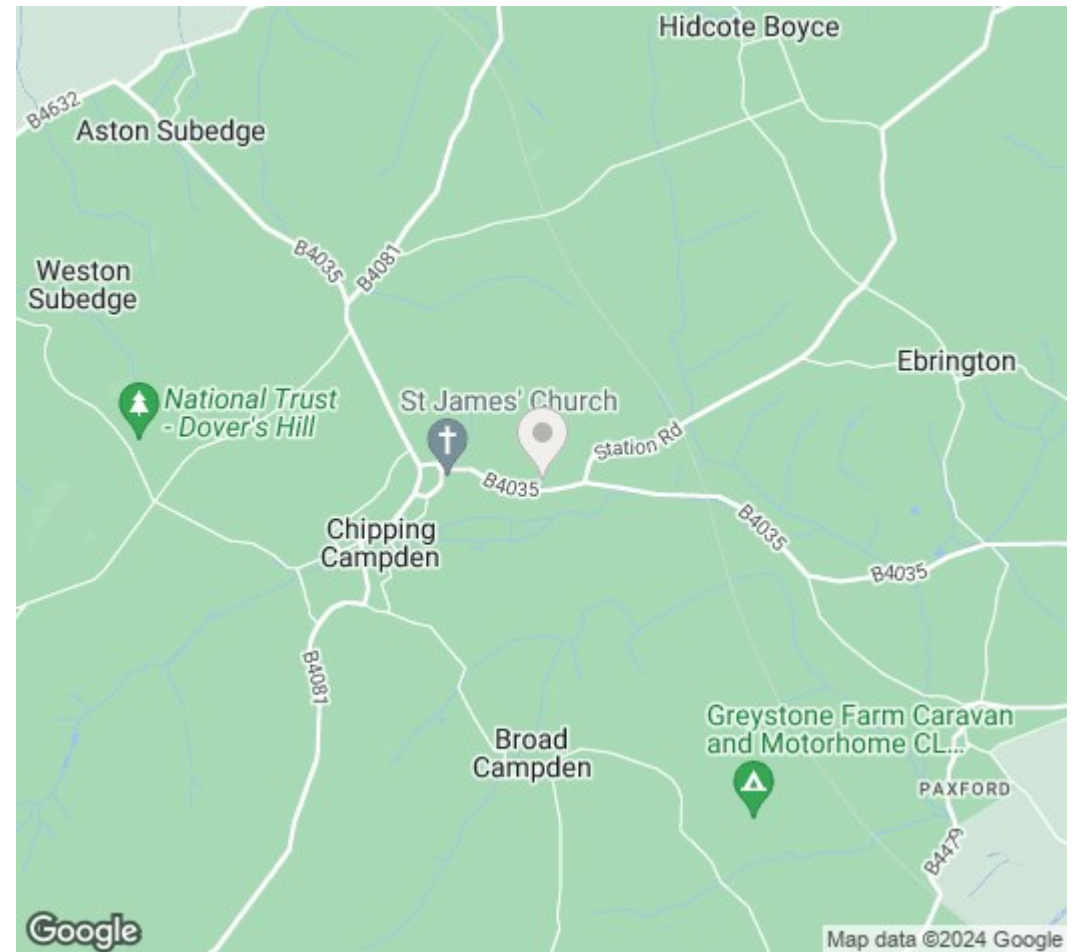 Hidcote Boyce
B4632
Aston Subedge
B4035
B4081
Weston
Subedge
Ebrington
National Trust
- Dover's Hill
St James' Church
Station Rd
B4035
B4035
Chipping
Campden
B4035
B4081
Greystone Farm Caravan
and Motorhome CL...
Broad
Campden
PAXFORD
B4479
Google
Map data ©2024 Google